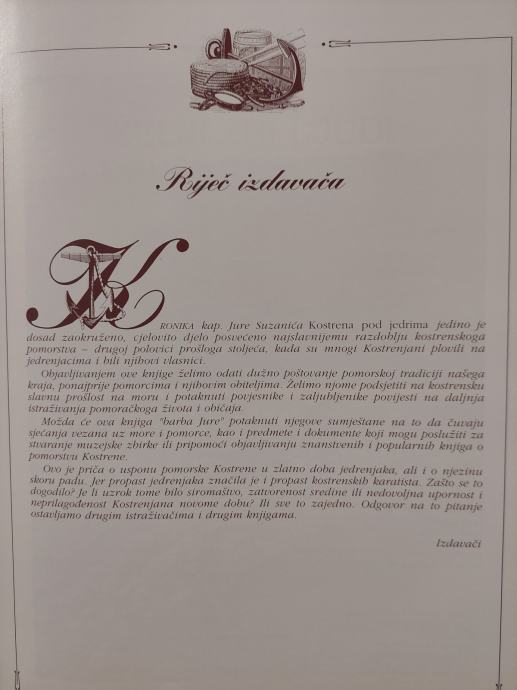 Riječ izdavača
KRONIKA kap. Jure Suzanića Kostrena pod jedrima jedino je
dosad zaokruženo, cjelovito djelo posvećeno najslavnijemu razdoblju kostrenskoga
pomorstva – drugoj polovici prošloga stoljeća, kada su mnogi Kostrenjani plovili na
jedrenjacima i bili njihovi vlasnici.
Objavljivanjem ove knjige želimo odati dužno poštovanje pomorskoj tradiciji našega
kraja, ponajprije pomorcima i njihovim obiteljima. Želimo njome podsjetiti na kostrensku
slavnu prošlost na moru i potaknuti povjesnike i zaljubljenike povijesti na daljnja
istraživanja pomoračkoga života i običaja.
Možda će ova knjiga "barba Jure" potaknuti njegove sumještane na to da čuvaju
sjećanja vezana uz more i pomorce, kao i predmete i dokumente koji mogu poslužiti za
stvaranje muzejske zbirke ili pripomoći objavljivanju znanstvenih i popularnih knjiga o
pomorstvu Kostrene.
Ovo je priča o usponu pomorske Kostrene u zlatno doba jedrenjaka, ali i o njezinu
skoru padu. Jer propast jedrenjaka značila je i propast kostrenskih karatista. Zašto se to
dogodilo? Je li uzrok tome bilo siromaštvo, zatvorenost sredine ili nedovoljna upornost i
neprilagođenost Kostrenjana novome dobu? Ili sve to zajedno. Odgovor na to pitanje
ostavljamo drugim istraživačima i drugim knjigama.
Izdavači